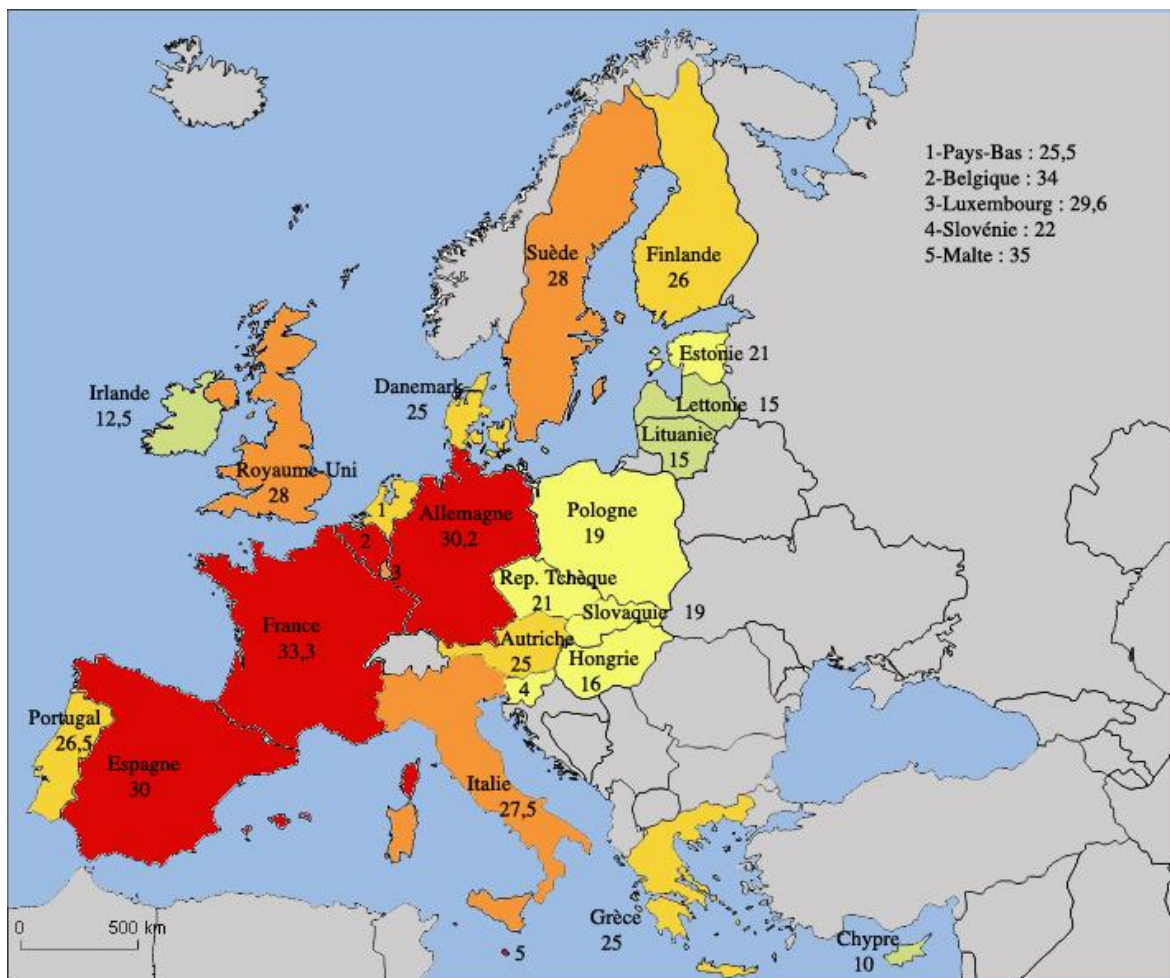 1-Pays-Bas : 25,5
2-Belgique : 34
3-Luxembourg : 29,6
4-Slovénie : 22
5-Malte : 35
Suède
28
Finlande
26
Estonie 21
Lettonie 15
Lituanie
15
Danemark
25
Irlande
12,5
Royaume-Uni
28
1
2
3
Allemagne
30,2
Pologne
19
Rep. Tchèque
21
Slovaquie 19
Autriche
25
Hongrie
16
4
France
33,3
Portugal
26,5
Espagne
30
Italie
27,5
Grèce
25
Chypre
10
5
0 500 km